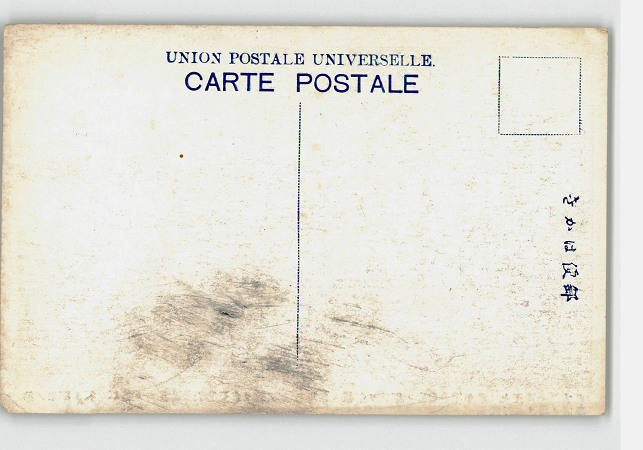 UNION POSTALE UNIVERSELLE.
CARTE POSTALE
郵便はかき